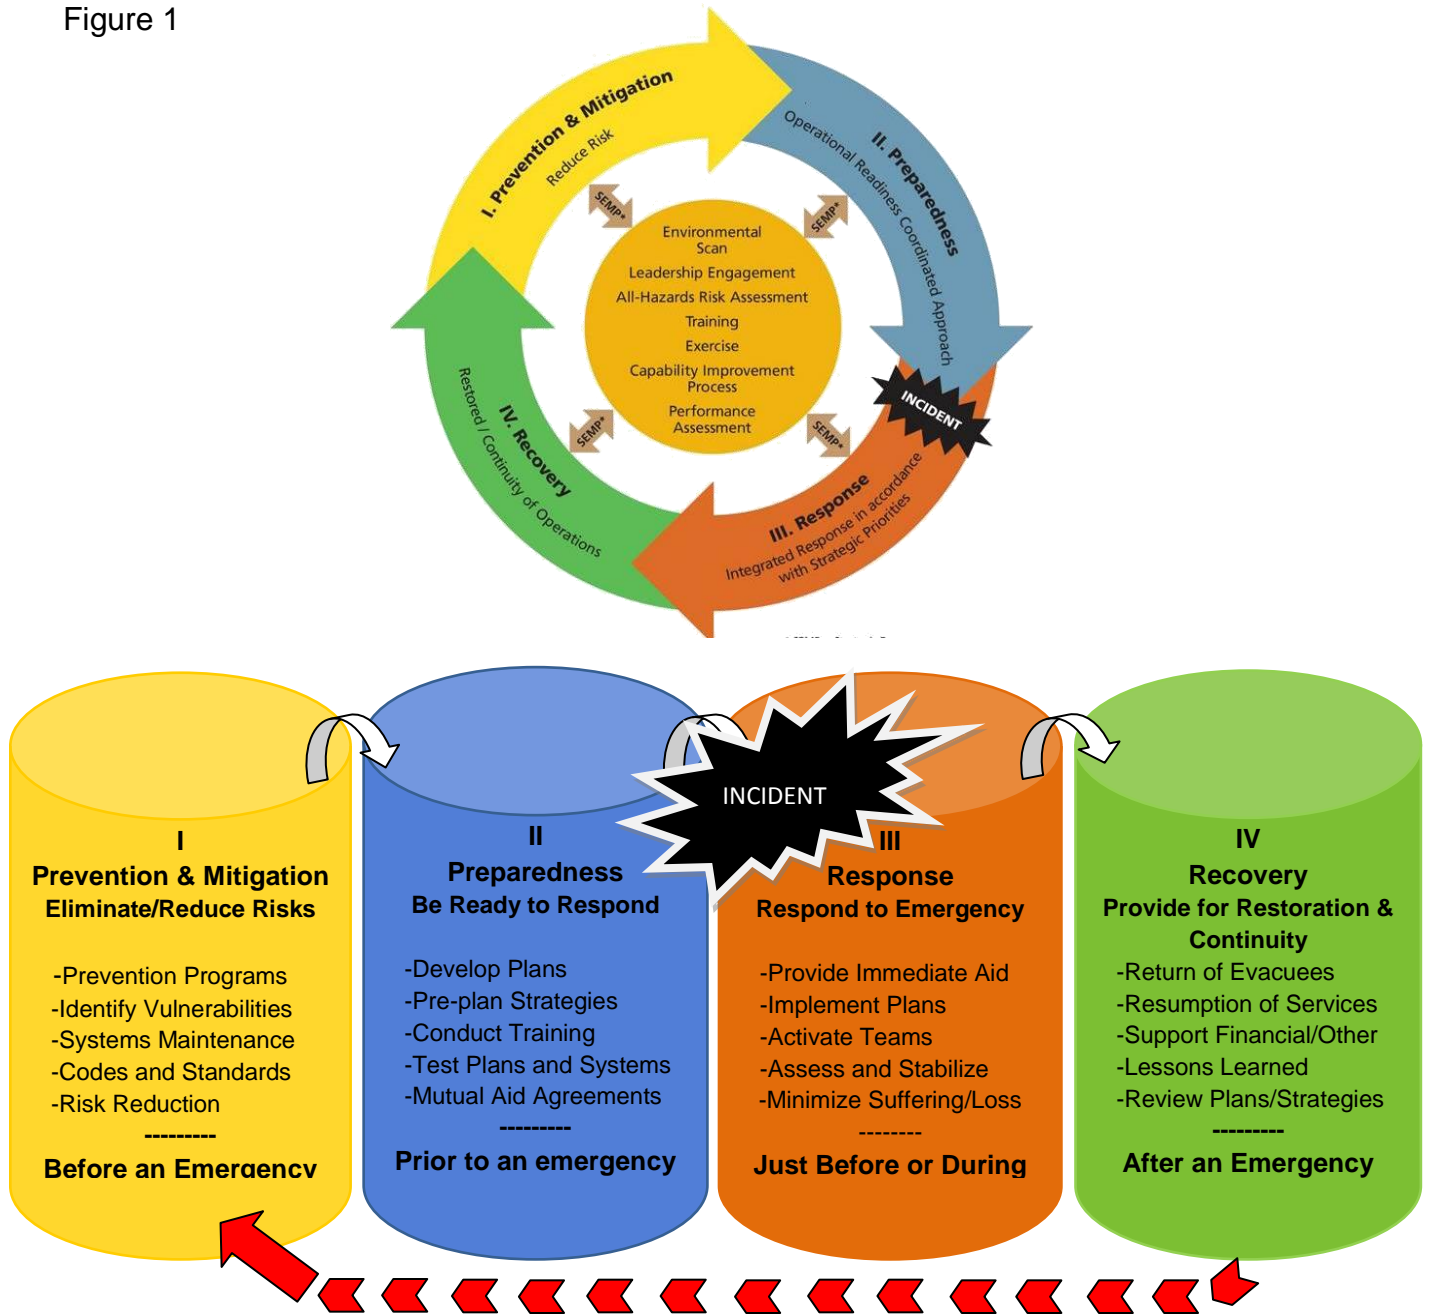 Figure 1
I. Prevention & Mitigation
Reduce Risk
II. Preparedness
Operational Readiness Coordinated Approach
INCIDENT
III. Response
Integrated Response in accordance
with Strategic Priorities
IV. Recovery
Restored / Continuity of Operations
SEMP*
SEMP*
SEMP*
SEMP*
Environmental
Scan
Leadership Engagement
All-Hazards Risk Assessment
Training
Exercise
Capability Improvement
Process
Performance
Assessment
INCIDENT
I
Prevention & Mitigation
Eliminate/Reduce Risks
-Prevention Programs
-Identify Vulnerabilities
-Systems Maintenance
-Codes and Standards
-Risk Reduction
---------
Before an Emergency
II
Preparedness
Be Ready to Respond
-Develop Plans
-Pre-plan Strategies
-Conduct Training
-Test Plans and Systems
-Mutual Aid Agreements
---------
Prior to an emergency
III
Response
Respond to Emergency
-Provide Immediate Aid
-Implement Plans
-Activate Teams
-Assess and Stabilize
-Minimize Suffering/Loss
--------
Just Before or During
IV
Recovery
Provide for Restoration &
Continuity
-Return of Evacuees
-Resumption of Services
-Support Financial/Other
-Lessons Learned
-Review Plans/Strategies
---------
After an Emergency